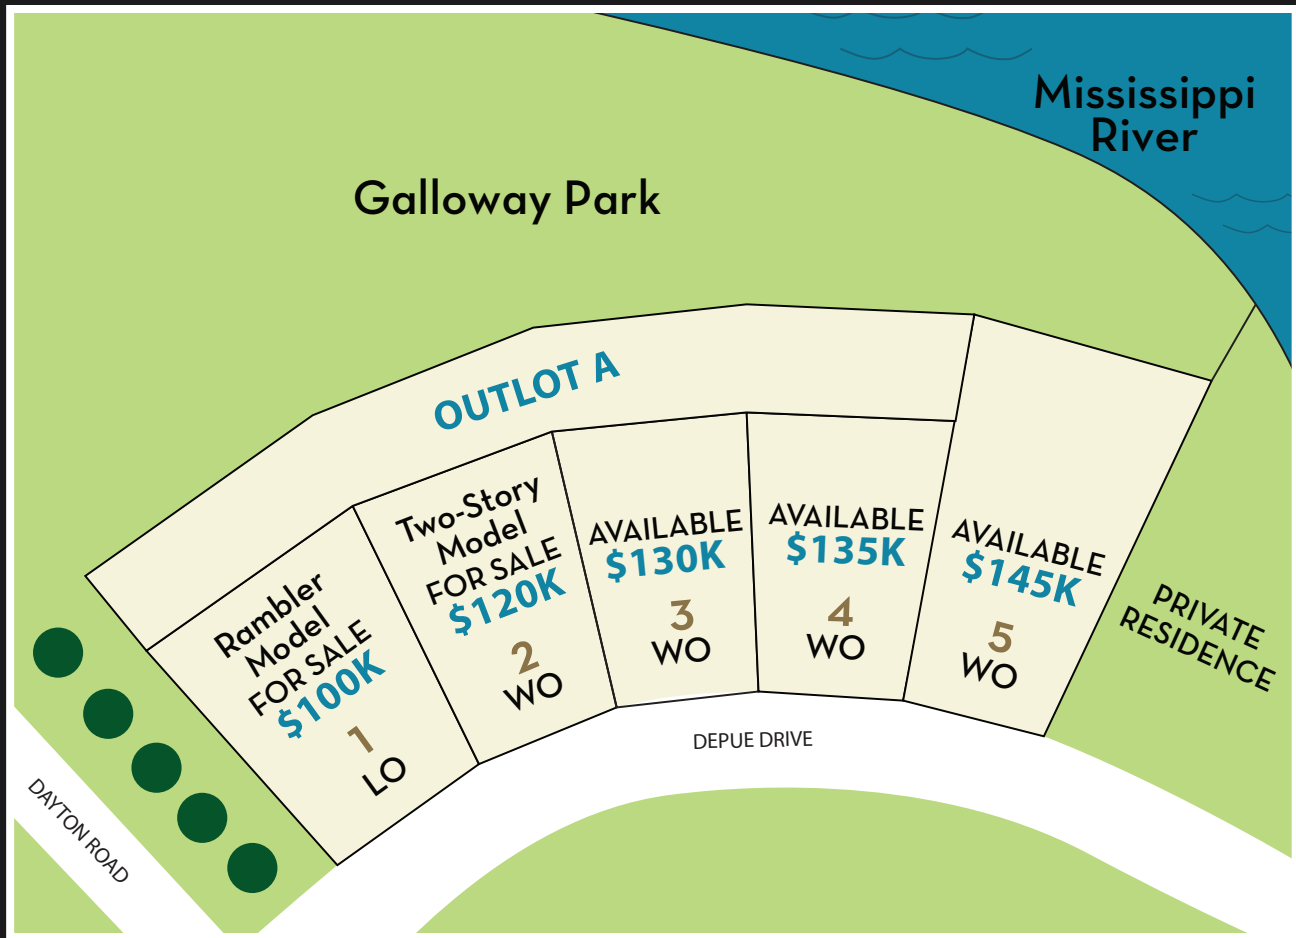 Mississippi
River
Galloway Park
OUTLOT A
Rambler
Model
FOR SALE
$100K
1
LO
Two-Story
Model
FOR SALE
$120K
2
WO
AVAILABLE
$130K
3
WO
AVAILABLE
$135K
4
WO
AVAILABLE
$145K
5
WO
PRIVATE
RESIDENCE
DEPUE DRIVE
DAYTON ROAD